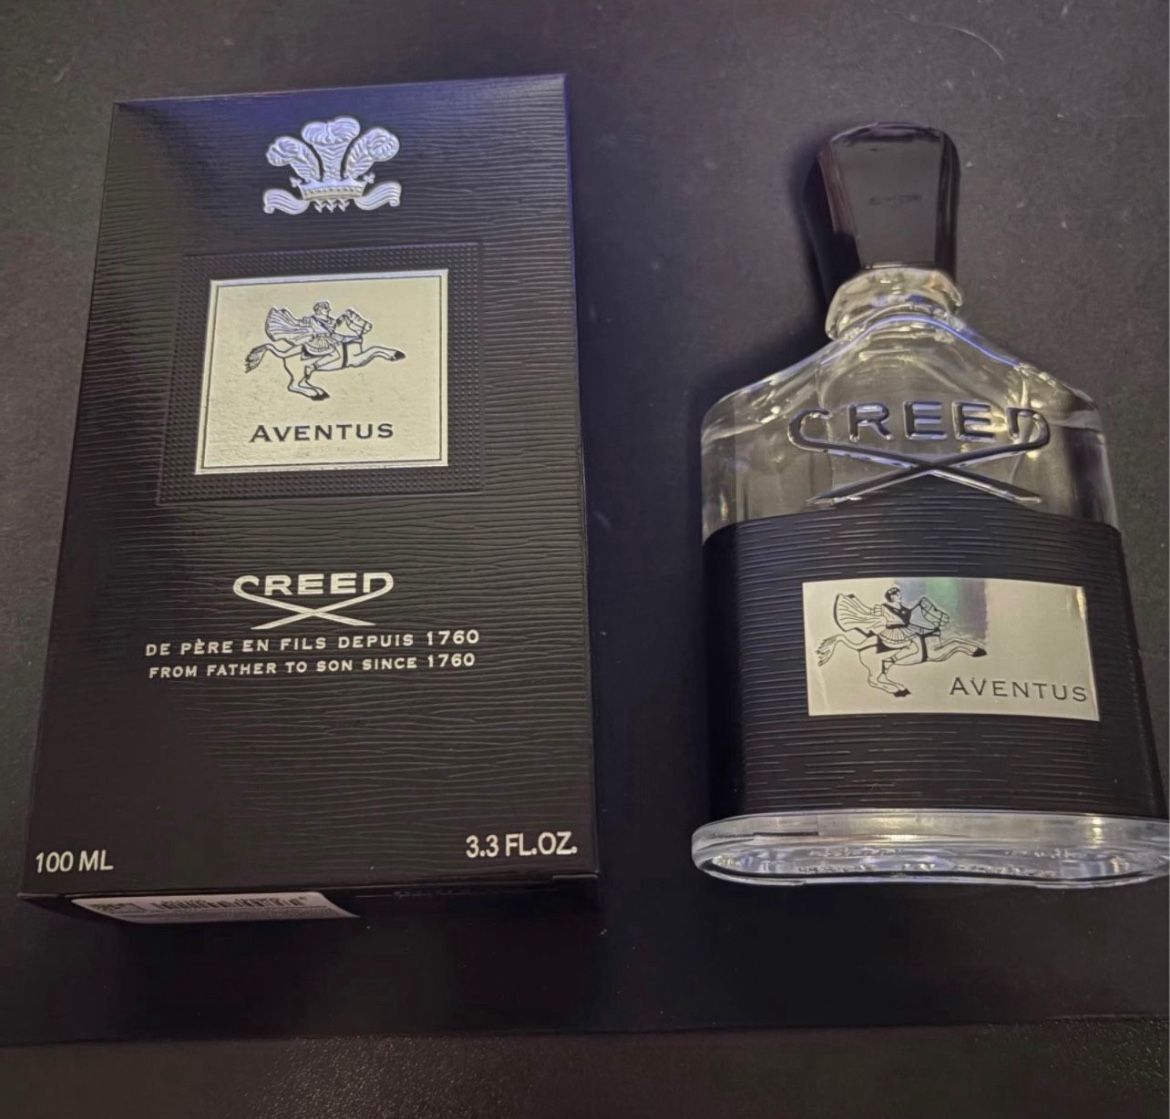 AVENTUS
CREED
DE PÈRE EN FILS DEPUIS 1760
FROM FATHER TO SON SINCE 1760
100 ML
3.3 FL.OZ.
CREED
AVENTUS